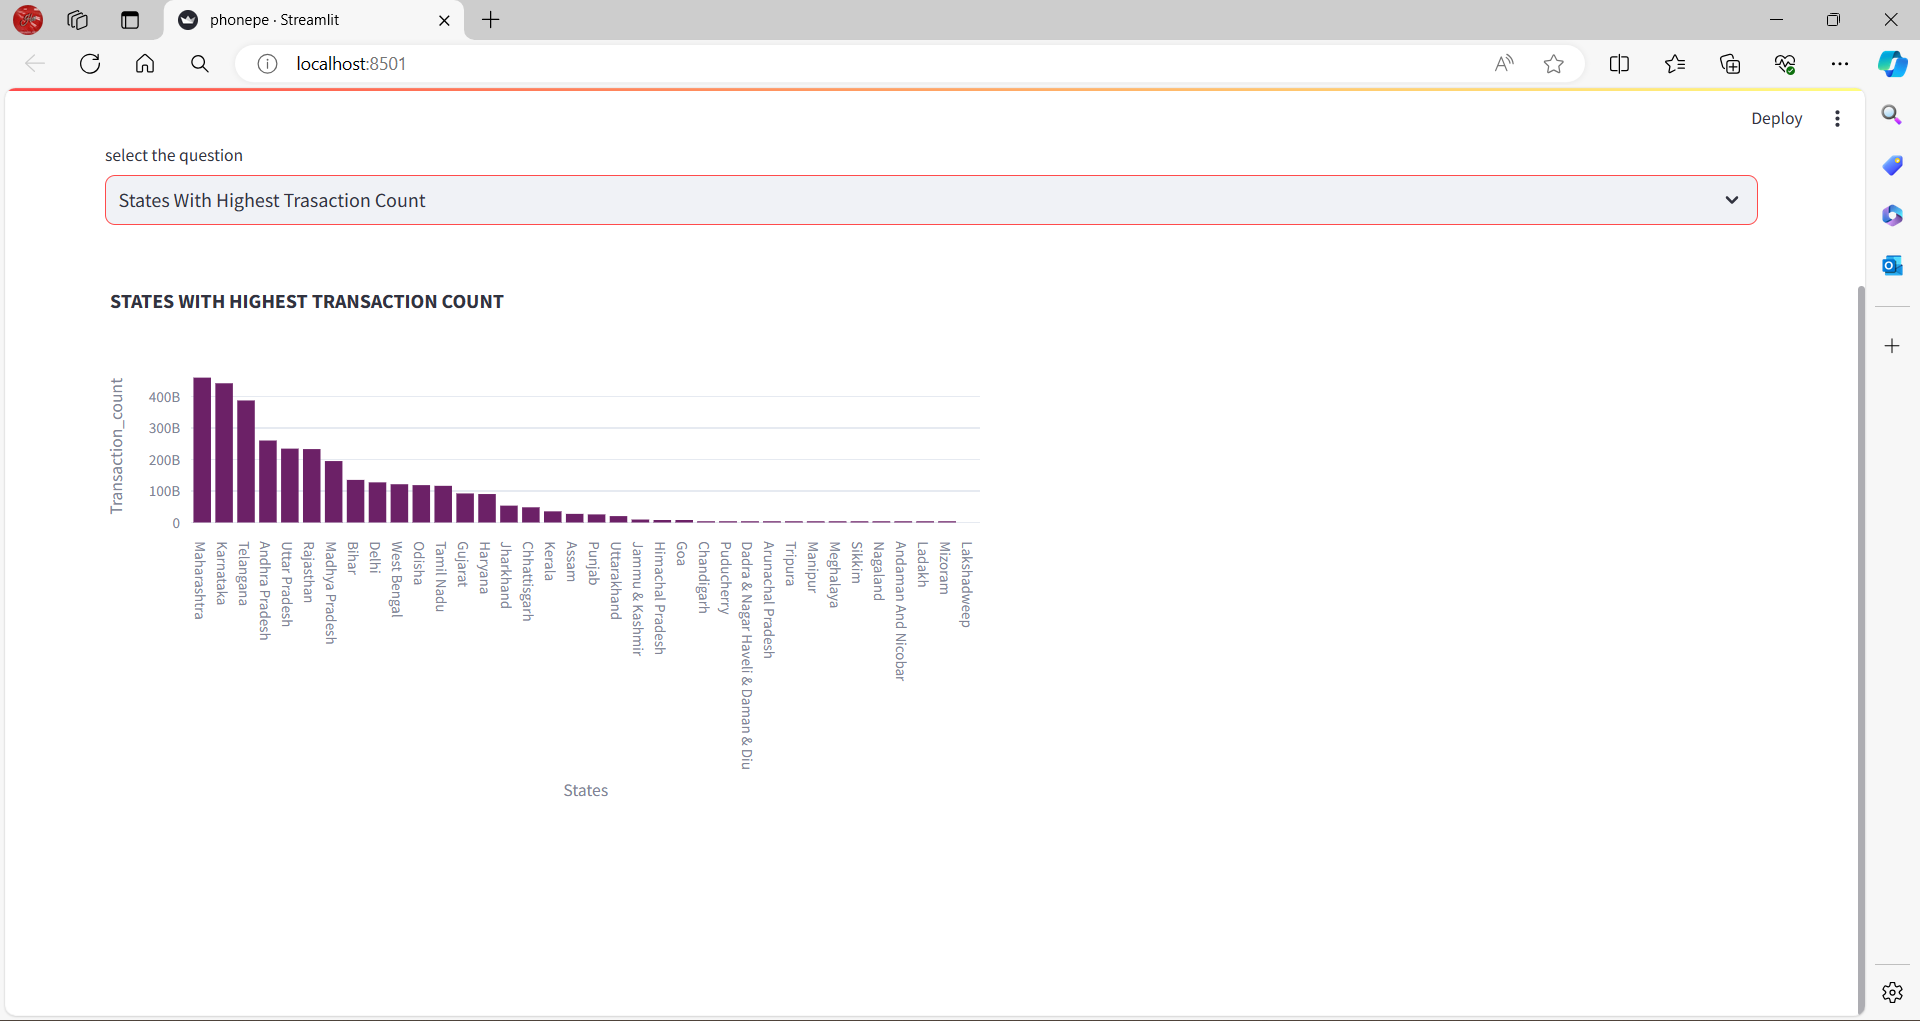 phonepe · Streamlit
localhost:8501
Deploy
select the question
States With Highest Trasaction Count
STATES WITH HIGHEST TRANSACTION COUNT
Transaction_count
400B
300B
200B
100B
0
Maharashtra
Karnataka
Telangana
Andhra Pradesh
Uttar Pradesh
Rajasthan
Madhya Pradesh
Bihar
Delhi
West Bengal
Odisha
Tamil Nadu
Gujarat
Haryana
Jharkhand
Chhattisgarh
Kerala
Assam
Punjab
Uttarakhand
Jammu & Kashmir
Himachal Pradesh
Goa
Chandigarh
Puducherry
Dadra & Nagar Haveli & Daman & Diu
Arunachal Pradesh
Tripura
Manipur
Meghalaya
Sikkim
Nagaland
Andaman And Nicobar
Ladakh
Mizoram
Lakshadweep
States